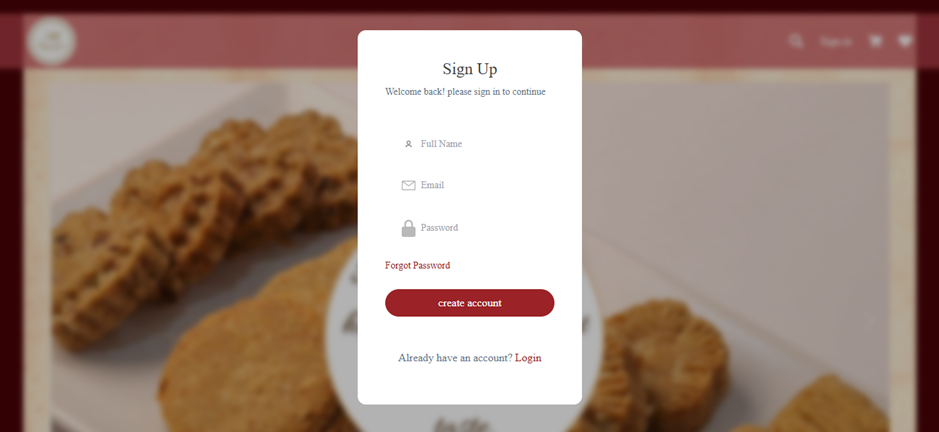 Sign Up
Welcome back! please sign in to continue
Full Name
Email
Password
Forgot Password
create account
Already have an account? Login
taste